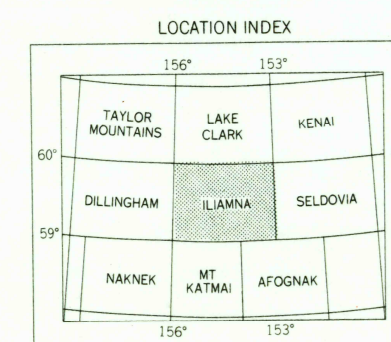 LOCATION INDEX
156° 153°
TAYLOR MOUNTAINS
LAKE CLARK
KENAI
60°
DILLINGHAM
ILIAMNA
SELDOVIA
59°
NAKNEK
MT KATMAI
AFOGNAK
156° 153°